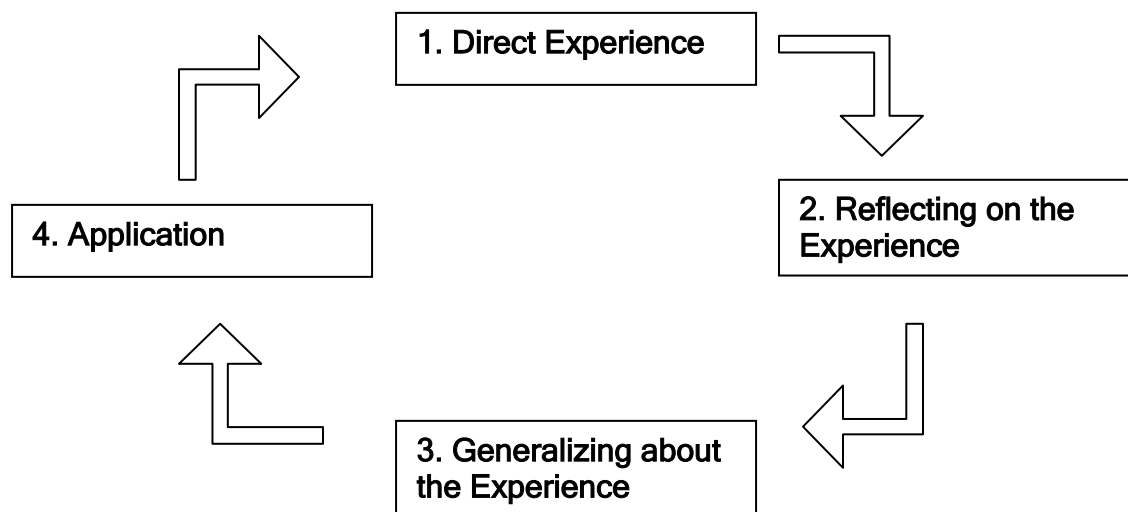 1. Direct Experience
2. Reflecting on the
Experience
3. Generalizing about
the Experience
4. Application